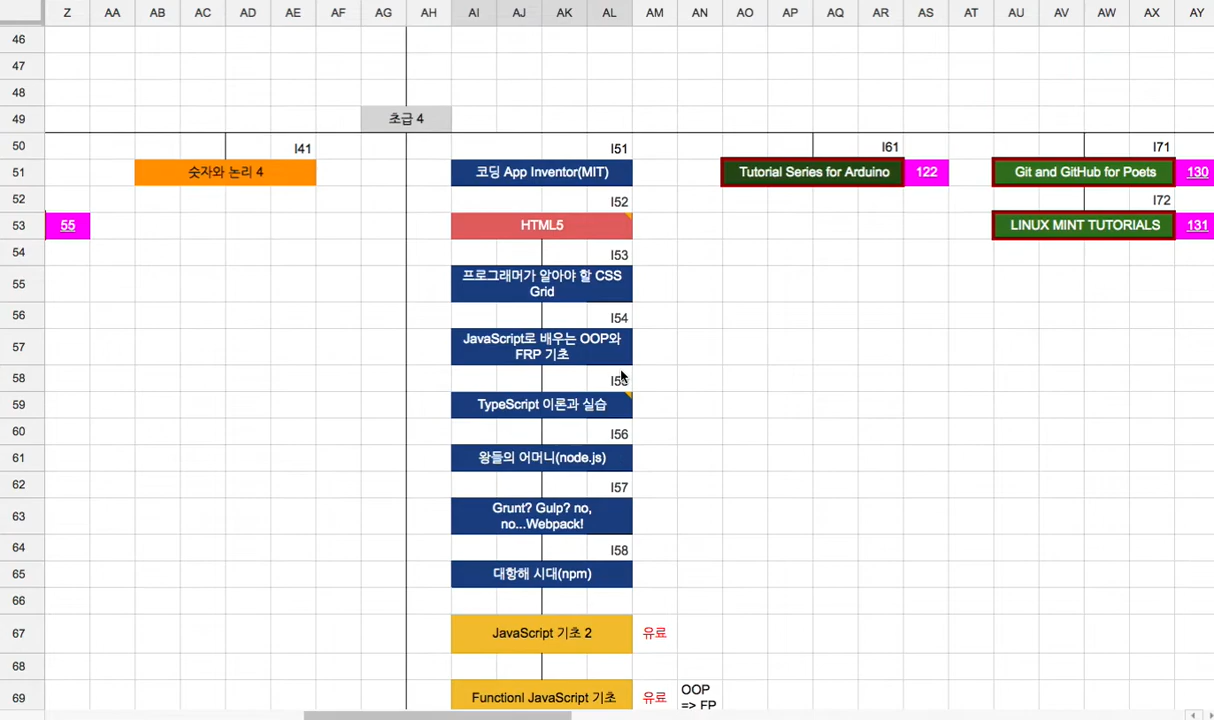 Z AA AB AC AD AE AF AG AH AI AJ AK AL AM AN AO AP AQ AR AS AT AU AV AW AX AY
46
47
48
49 초급 4
50 I41 I51 I61 I71
51 숫자와 논리 4 코딩 App Inventor(MIT) Tutorial Series for Arduino 122 Git and GitHub for Poets 130
52 I52 I72
53 55 HTML5 LINUX MINT TUTORIALS 131
54 I53
55 프로그래머가 알아야 할 CSS
Grid
56 I54
57 JavaScript로 배우는 OOP와
FRP 기초
58 I55
59 TypeScript 이론과 실습
60 I56
61 왕들의 어머니(node.js)
62 I57
63 Grunt? Gulp? no,
no...Webpack!
64 I58
65 대항해 시대(npm)
66
67 JavaScript 기초 2 유료
68
69 Functionl JavaScript 기초 유료 OOP
=> FP